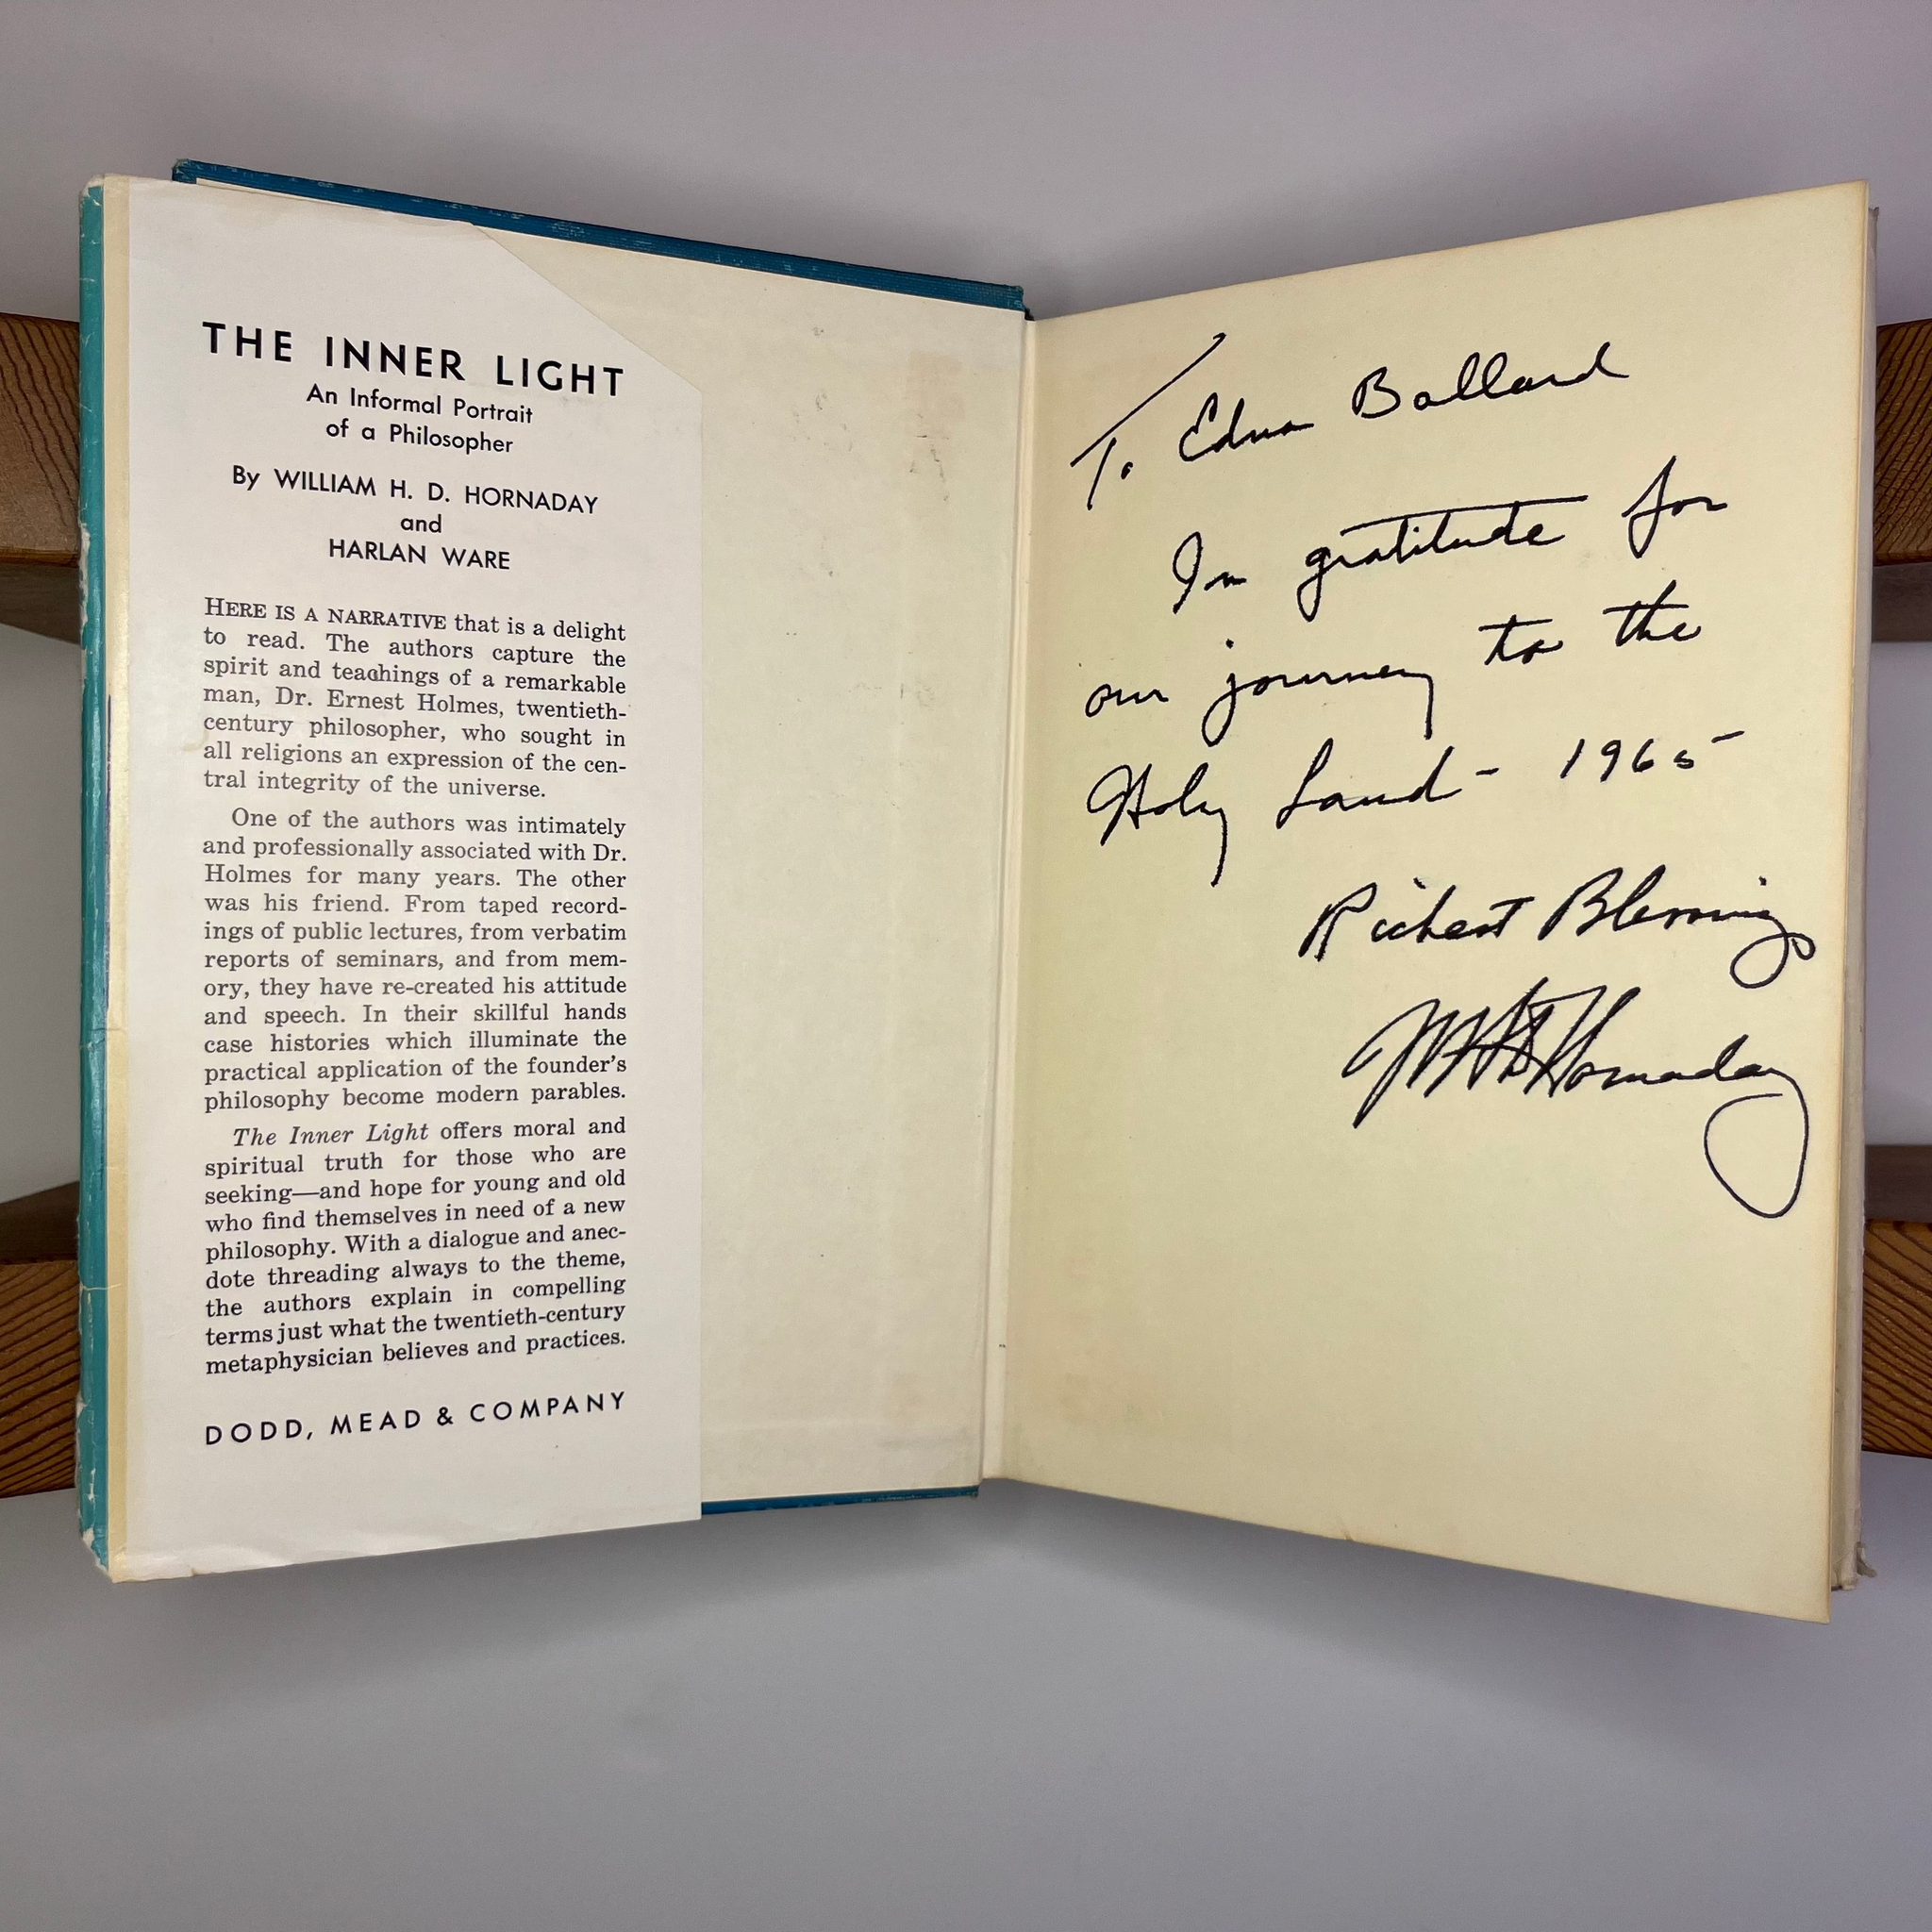 THE INNER LIGHT
An Informal Portrait
of a Philosopher
By WILLIAM H. D. HORNADAY
and
HARLAN WARE
HERE IS A NARRATIVE that is a delight
to read. The authors capture the
spirit and teachings of a remarkable
man, Dr. Ernest Holmes, twentieth-
century philosopher, who sought in
all religions an expression of the cen-
tral integrity of the universe.
One of the authors was intimately
and professionally associated with Dr.
Holmes for many years. The other
was his friend. From taped record-
ings of public lectures, from verbatim
reports of seminars, and from mem-
ory, they have re-created his attitude
and speech. In their skillful hands
case histories which illuminate the
practical application of the founder's
philosophy become modern parables.
The Inner Light offers moral and
spiritual truth for those who are
seeking—and hope for young and old
who find themselves in need of a new
philosophy. With a dialogue and anec-
dote threading always to the theme,
the authors explain in compelling
terms just what the twentieth-century
metaphysician believes and practices.
DODD, MEAD & COMPANY
To Edna Ballard
In gratitude for
our journey to the
Holy Land - 1965
Richest Blessings
WHD Hornaday